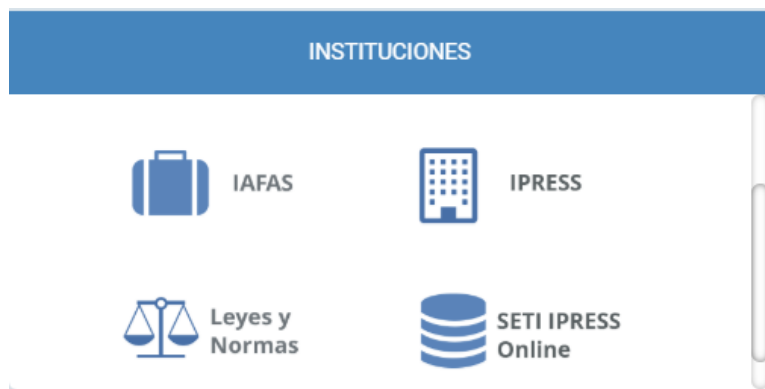 INSTITUCIONES
IAFAS
IPRESS
Leyes y
Normas
SETI IPRESS
Online